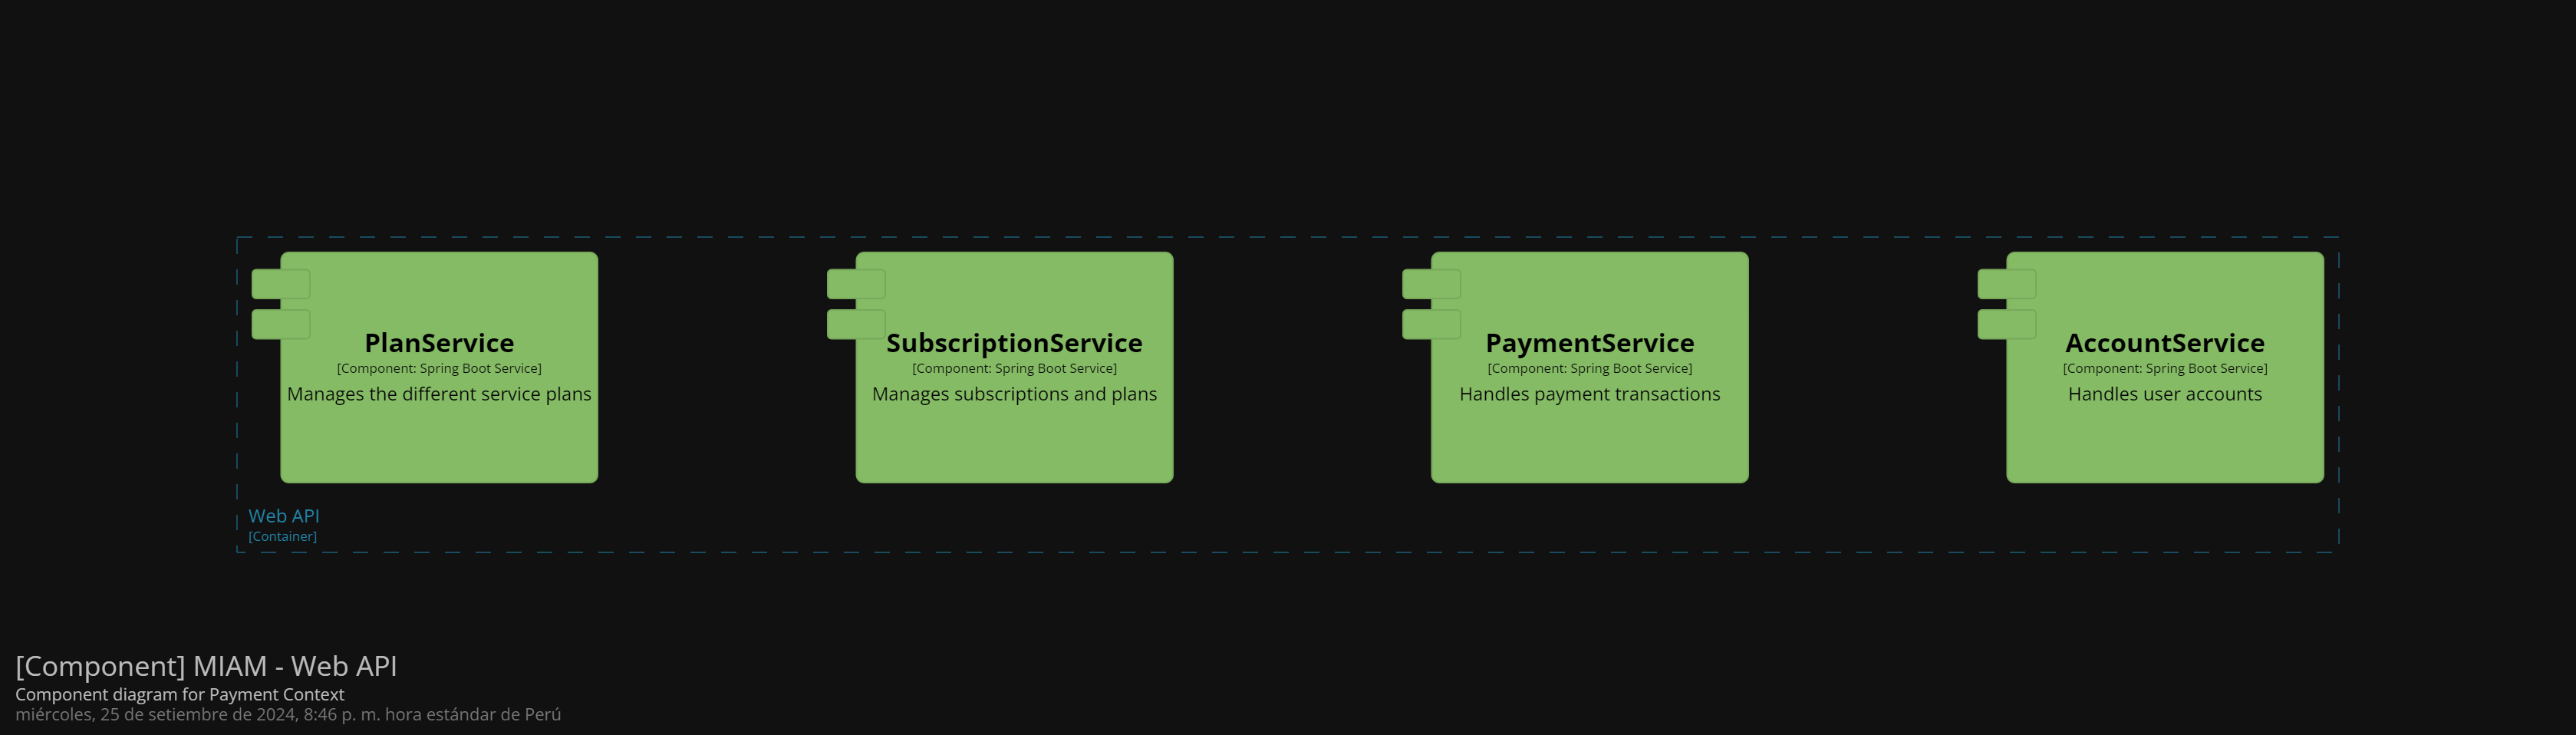 PlanService
[Component: Spring Boot Service]
Manages the different service plans
SubscriptionService
[Component: Spring Boot Service]
Manages subscriptions and plans
PaymentService
[Component: Spring Boot Service]
Handles payment transactions
AccountService
[Component: Spring Boot Service]
Handles user accounts
Web API
[Container]
[Component] MIAM - Web API
Component diagram for Payment Context
miércoles, 25 de setiembre de 2024, 8:46 p. m. hora estándar de Perú